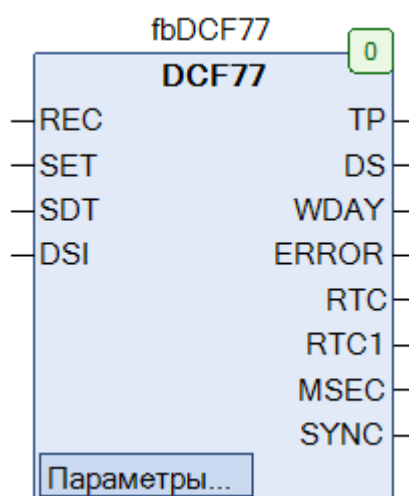 fbDCF77
0
DCF77
REC TP
SET DS
SDT WDAY
DSI ERROR
RTC
RTC1
MSEC
SYNC
Параметры...